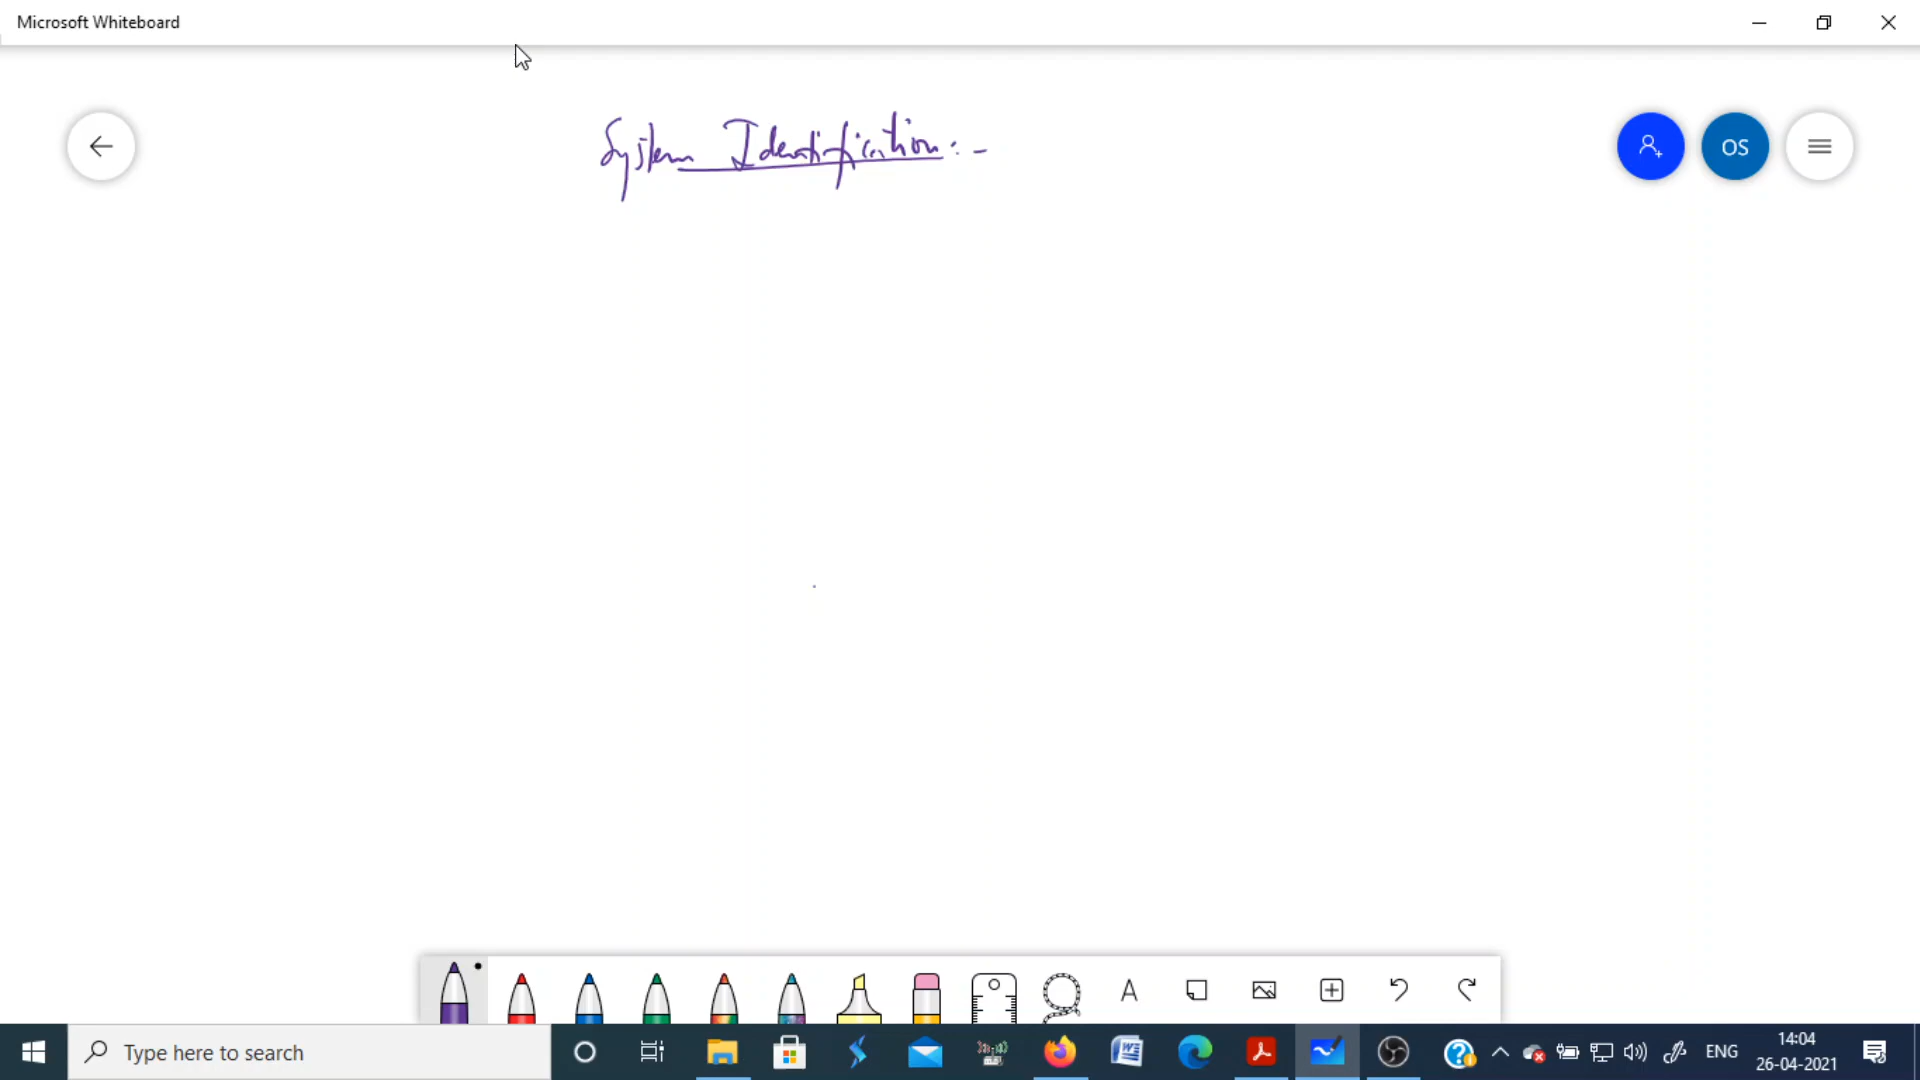 Microsoft Whiteboard
System Identification:-
OS
A
Type here to search
ENG
14:04
26-04-2021